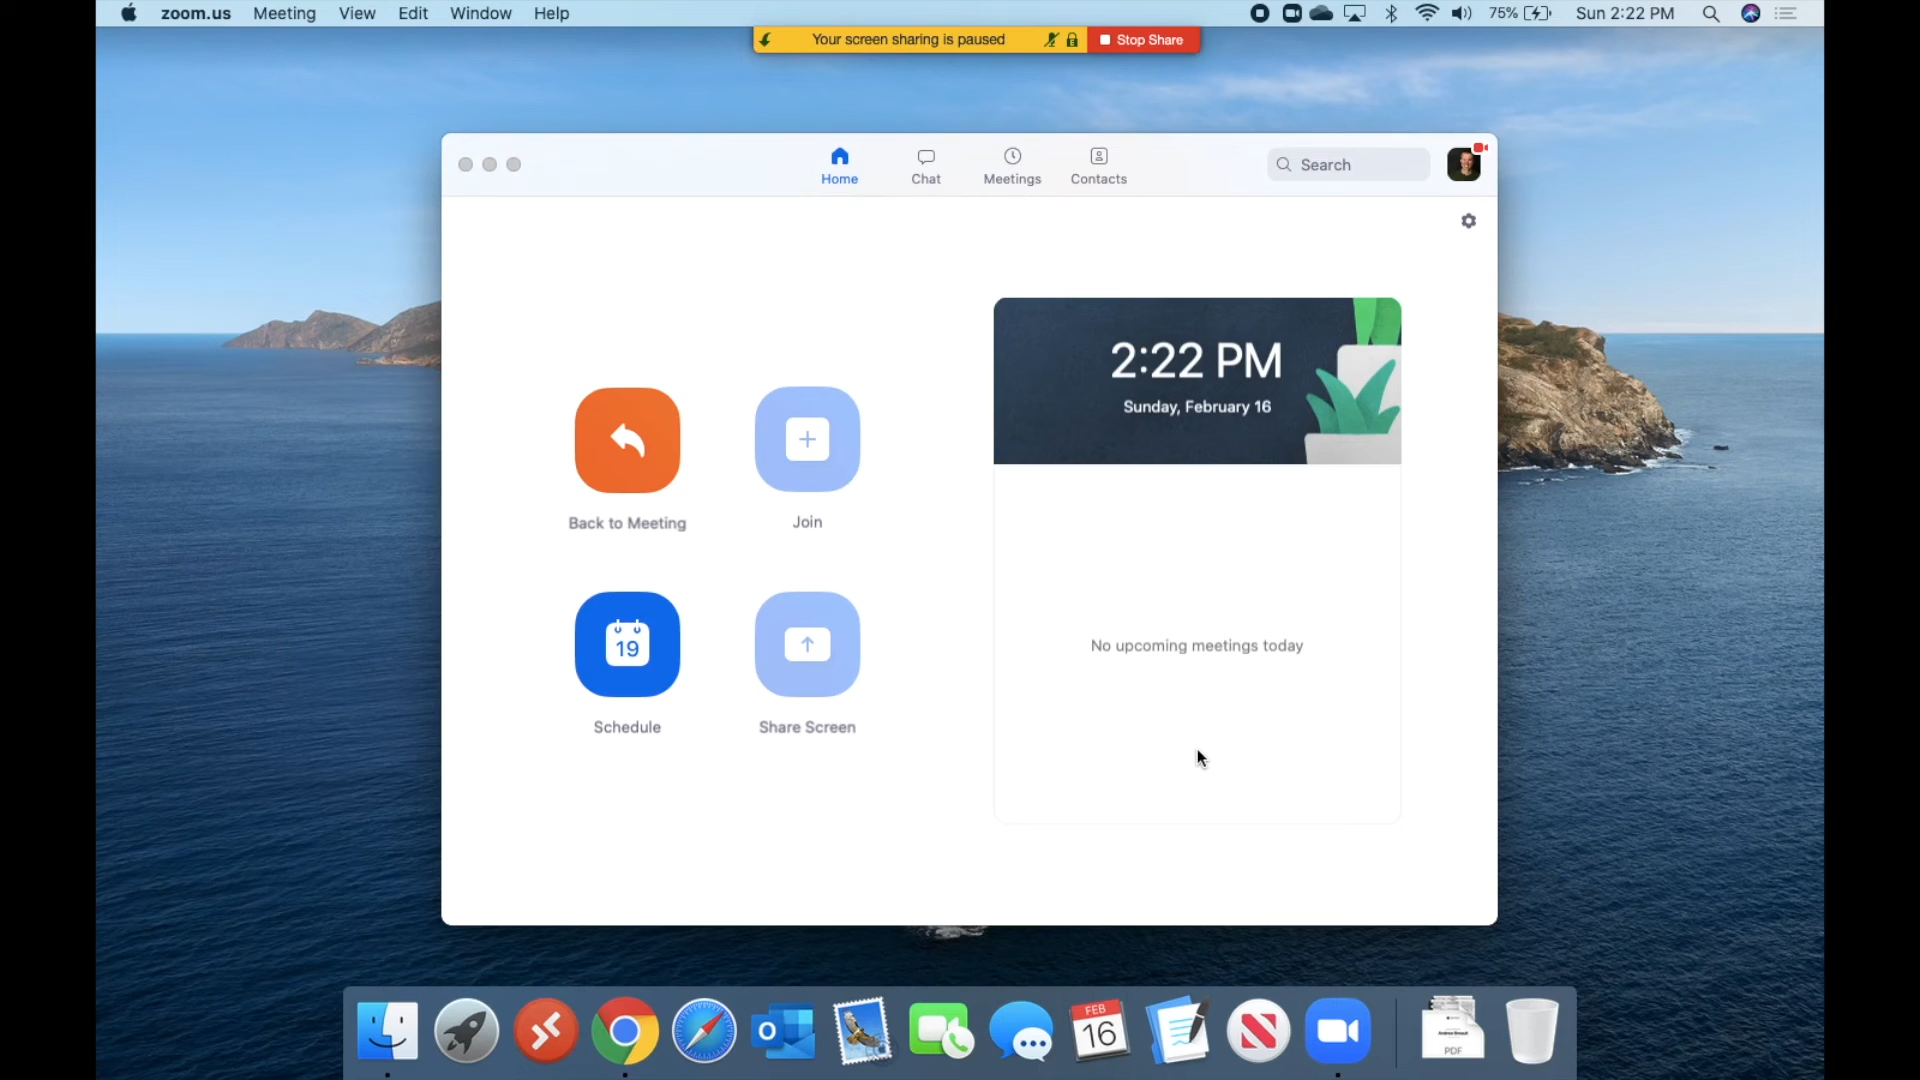 zoom.us Meeting View Edit Window Help 75% Sun 2:22 PM
Your screen sharing is paused Stop Share
Home Chat Meetings Contacts Search
2:22 PM
Sunday, February 16
Back to Meeting Join
19
Schedule Share Screen
No upcoming meetings today
FEB
16
PDF